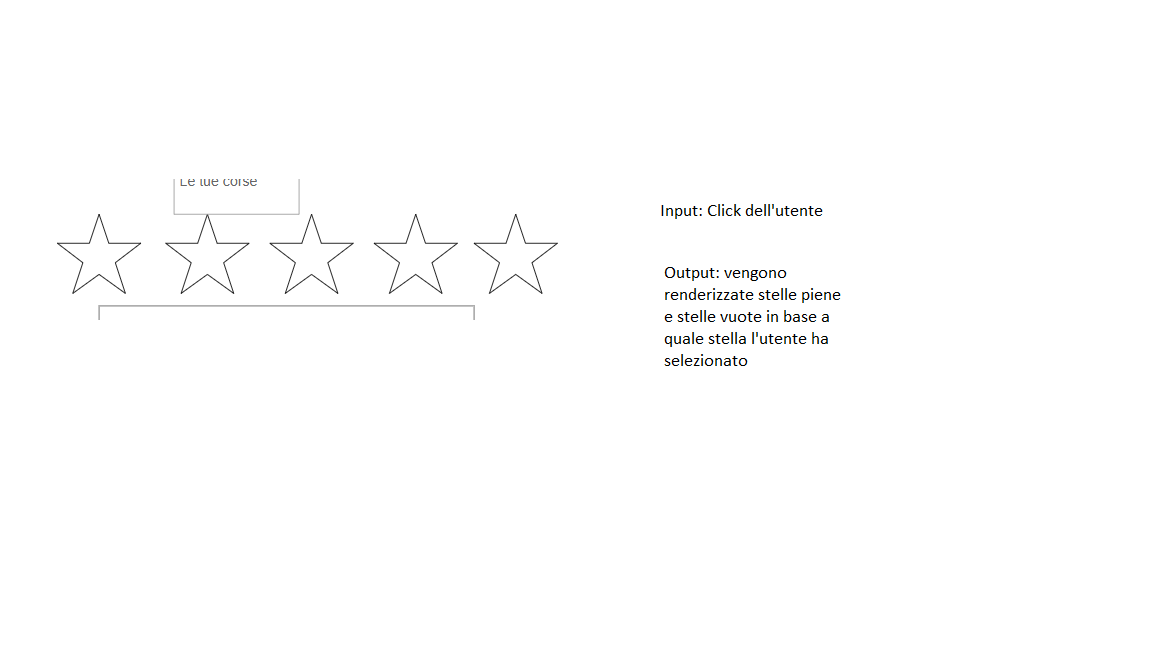 Le tue corse
Input: Click dell'utente
Output: vengono
renderizzate stelle piene
e stelle vuote in base a
quale stella l'utente ha
selezionato